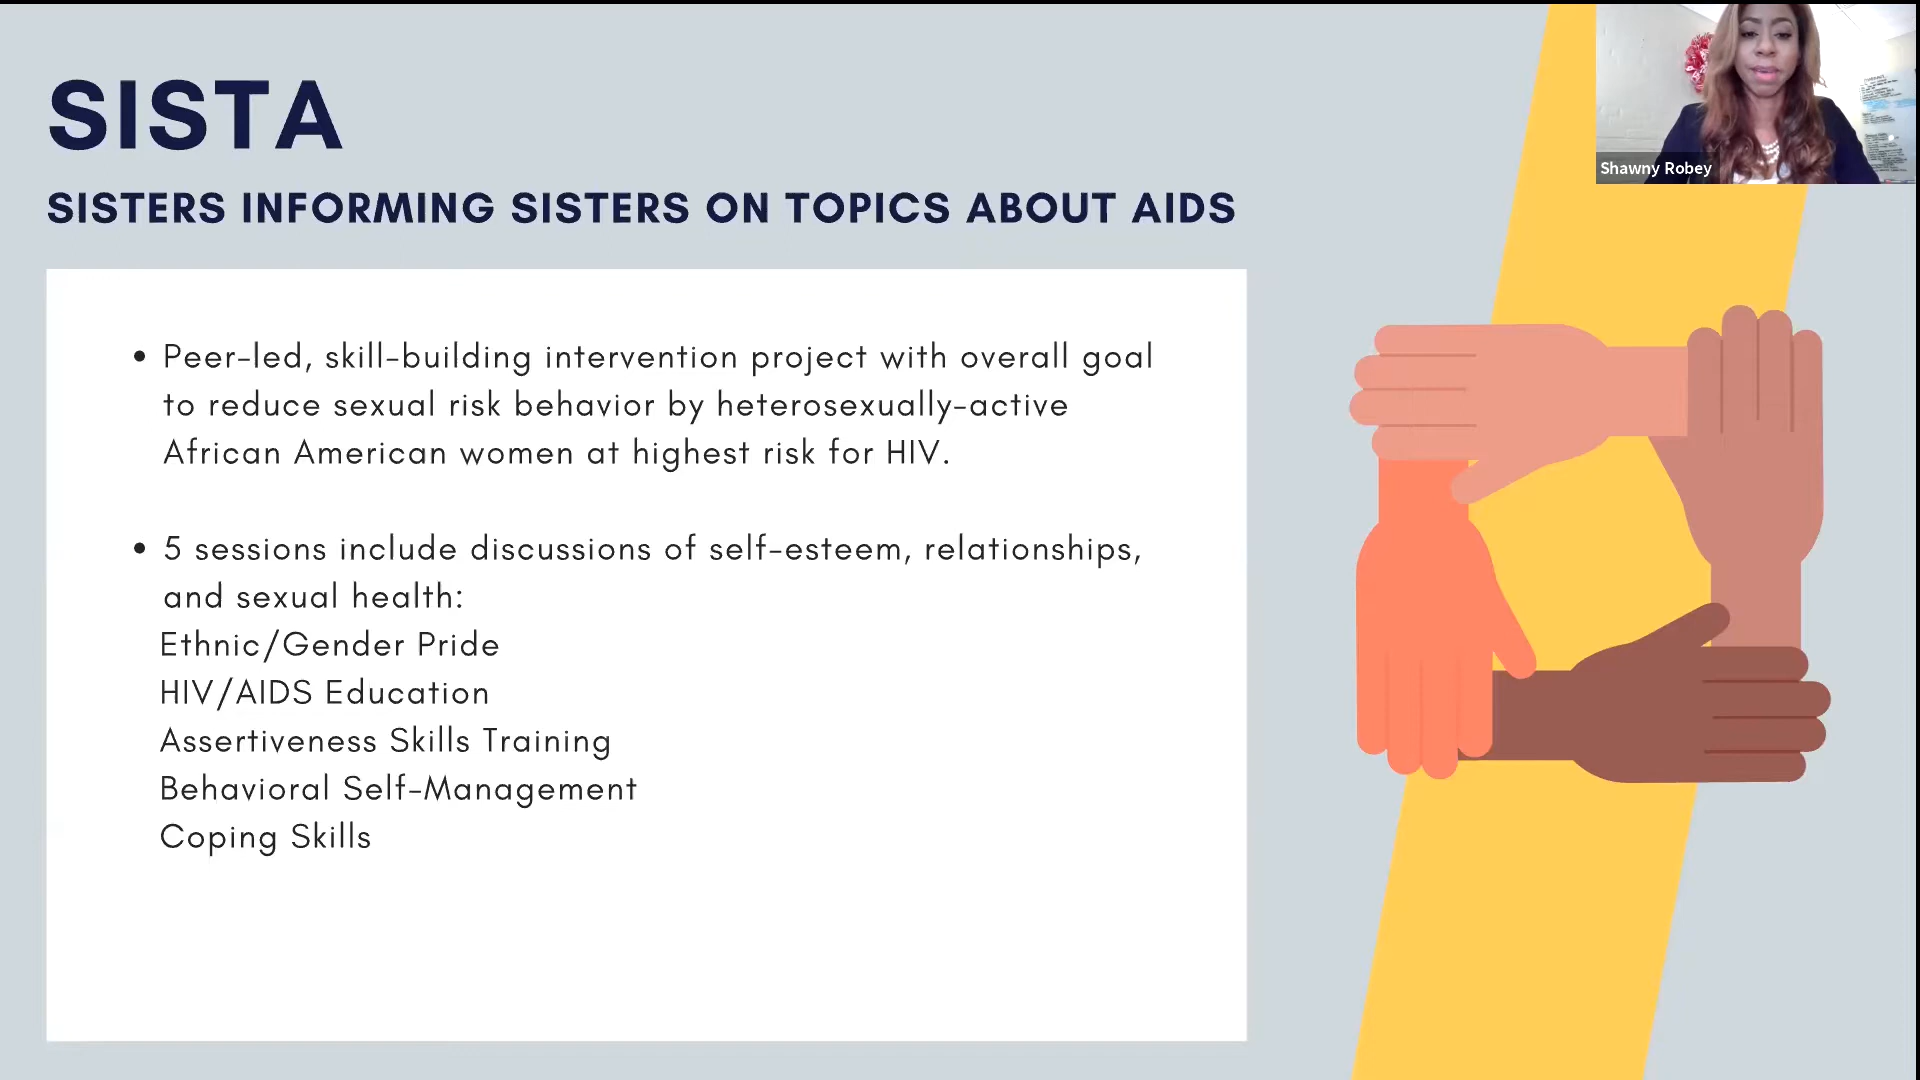 SISTA
SISTERS INFORMING SISTERS ON TOPICS ABOUT AIDS
• Peer-led, skill-building intervention project with overall goal
to reduce sexual risk behavior by heterosexually-active
African American women at highest risk for HIV.
• 5 sessions include discussions of self-esteem, relationships,
and sexual health:
Ethnic/Gender Pride
HIV/AIDS Education
Assertiveness Skills Training
Behavioral Self-Management
Coping Skills
Shawny Robey